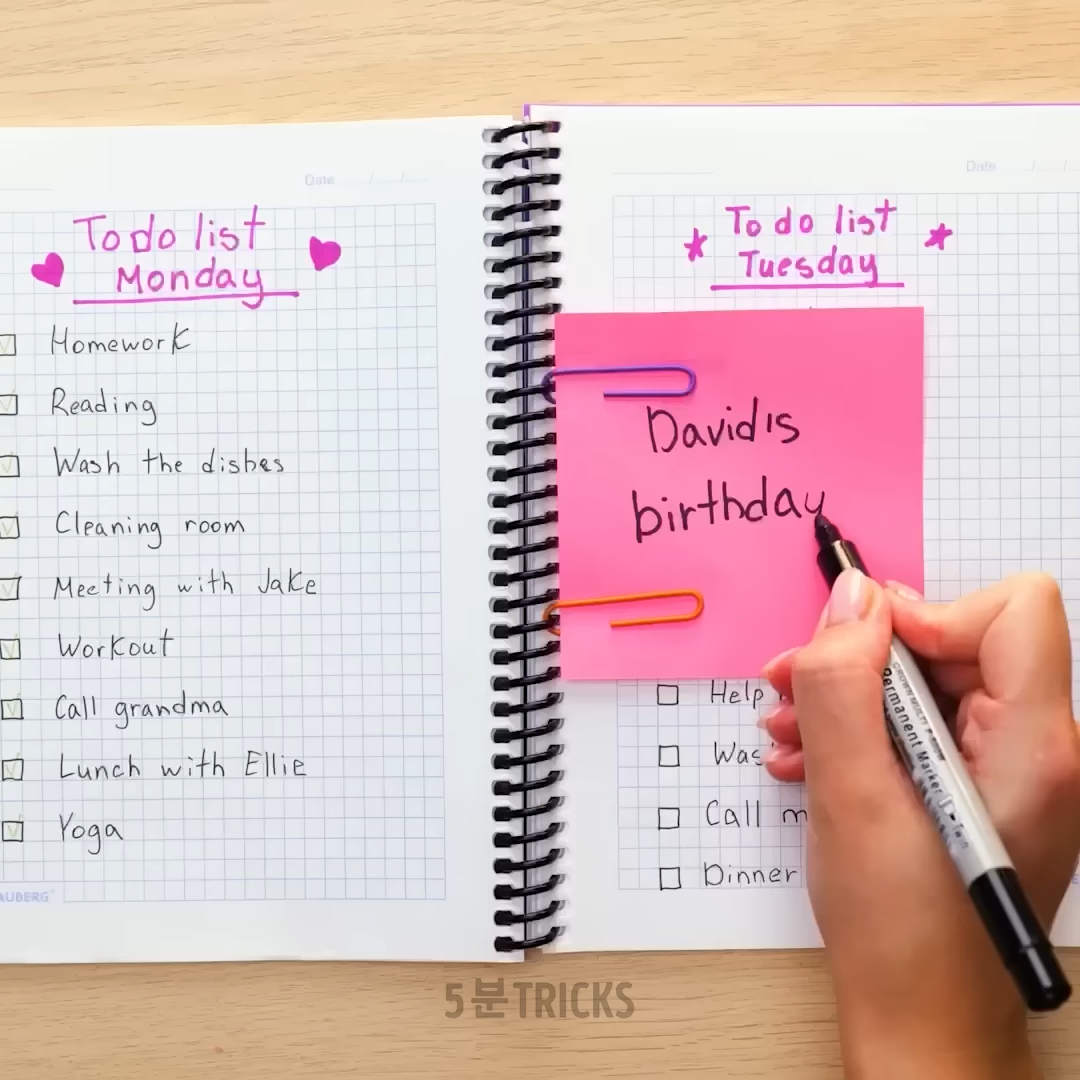 Date
To do list
Monday
Homework
Reading
Wash the dishes
Cleaning room
Meeting with Jake
Workout
Call grandma
Lunch with Ellie
Yoga
AUBERG
Date
To do list
Tuesday
David's
birthday
Help
Was
Call m
Dinner
Permanent Marker
5분TRICKS